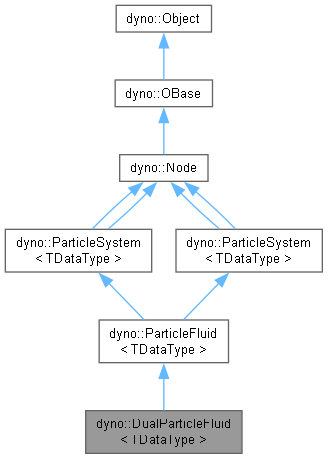 dyno::Object
dyno::OBase
dyno::Node
dyno::ParticleSystem
< TDataType >
dyno::ParticleSystem
< TDataType >
dyno::ParticleFluid
< TDataType >
dyno::DualParticleFluid
< TDataType >